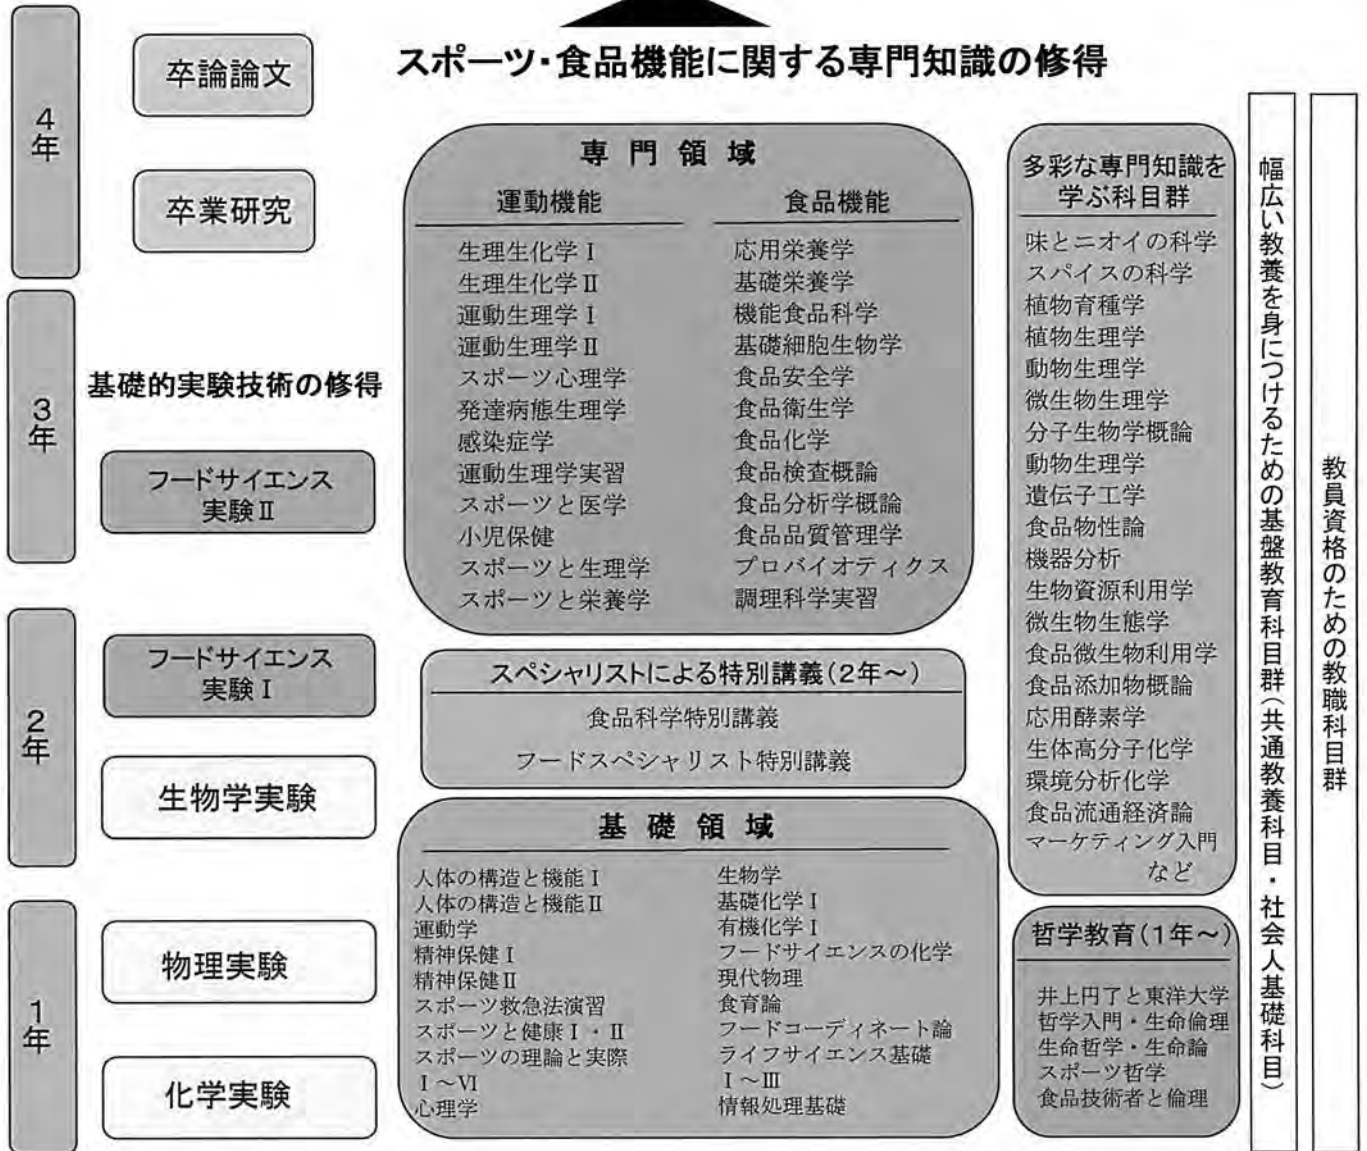 スポーツ・食品機能に関する専門知識の修得
4年
卒論論文
卒業研究
3年
基礎的実験技術の修得
フードサイエンス
実験Ⅱ
2年
フードサイエンス
実験Ⅰ
生物学実験
1年
物理実験
化学実験
専門領域
運動機能
生理生化学Ⅰ
生理生化学Ⅱ
運動生理学Ⅰ
運動生理学Ⅱ
スポーツ心理学
発達病態生理学
感染症学
運動生理学実習
スポーツと医学
小児保健
スポーツと生理学
スポーツと栄養学
食品機能
応用栄養学
基礎栄養学
機能食品科学
基礎細胞生物学
食品安全学
食品衛生学
食品化学
食品検査概論
食品分析学概論
食品品質管理学
プロバイオティクス
調理科学実習
スペシャリストによる特別講義(2年～)
食品科学特別講義
フードスペシャリスト特別講義
基礎領域
人体の構造と機能Ⅰ
人体の構造と機能Ⅱ
運動学
精神保健Ⅰ
精神保健Ⅱ
スポーツ救急法演習
スポーツと健康Ⅰ・Ⅱ
スポーツの理論と実際
Ⅰ～Ⅵ
心理学
生物学
基礎化学Ⅰ
有機化学Ⅰ
フードサイエンスの化学
現代物理
食育論
フードコーディネート論
ライフサイエンス基礎
Ⅰ～Ⅲ
情報処理基礎
多彩な専門知識を
学ぶ科目群
味とニオイの科学
スパイスの科学
植物育種学
植物生理学
動物生理学
微生物生理学
分子生物学概論
動物生理学
遺伝子工学
食品物性論
機器分析
生物資源利用学
微生物生態学
食品微生物利用学
食品添加物概論
応用酵素学
生体高分子化学
環境分析化学
食品流通経済論
マーケティング入門
など
哲学教育(1年～)
井上円了と東洋大学
哲学入門・生命倫理
生命哲学・生命論
スポーツ哲学
食品技術者と倫理
幅広い教養を身につけるための基盤教育科目群(共通教養科目・社会人基礎科目)
教員資格のための教職科目群